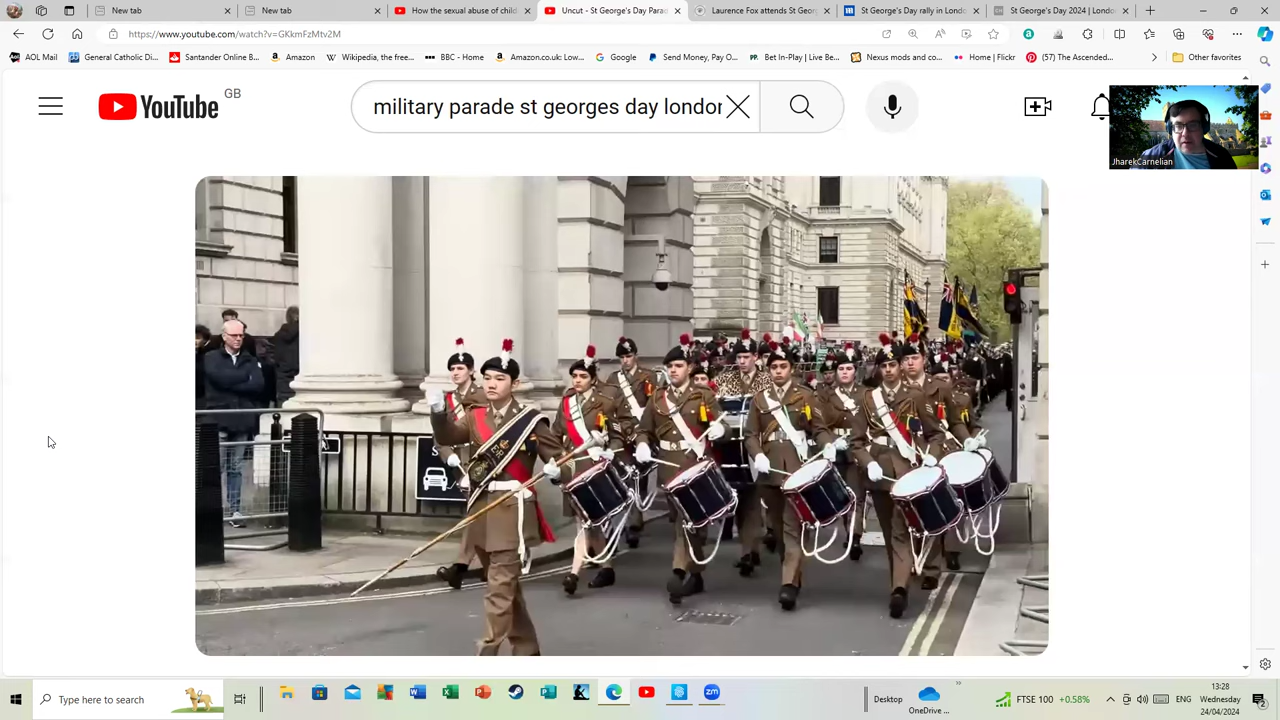 New tab
New tab
How the sexual abuse of child
Uncut - St George's Day Parad
Laurence Fox attends St Georg
St George's Day rally in Londo
St George's Day 2024 | Londo
https://www.youtube.com/watch?v=GKkmFzMtv2M
AOL Mail
General Catholic Di...
Santander Online B...
Amazon
Wikipedia, the free...
BBC - Home
Amazon.co.uk: Low...
Google
Send Money, Pay O...
Bet In-Play | Live Be...
Nexus mods and co...
Home | Flickr
(57) The Ascended...
Other favorites
YouTube
GB
military parade st georges day londor
JharekCarnelian
Type here to search
Desktop
OneDrive ...
FTSE 100 +0.58%
ENG
13:28
Wednesday
24/04/2024